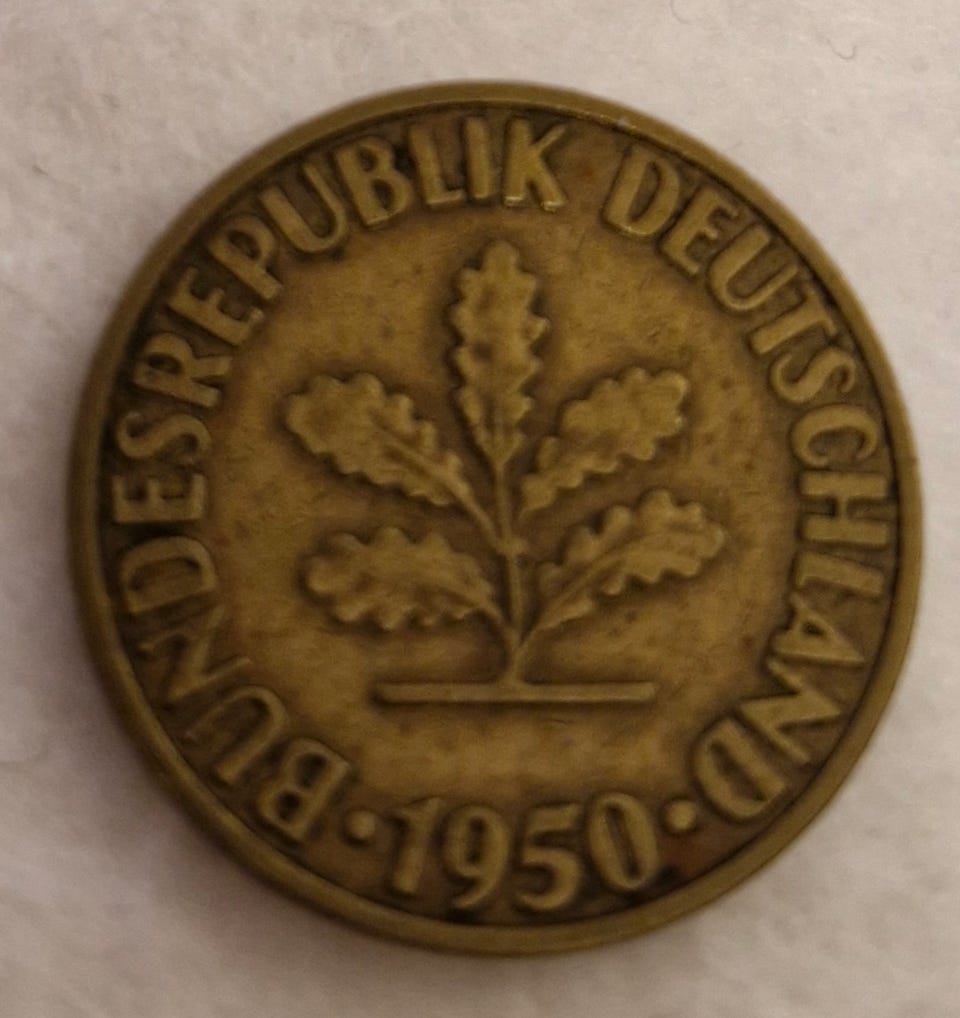 BUNDESREPUBLIK DEUTSCHLAND
· 1950 ·